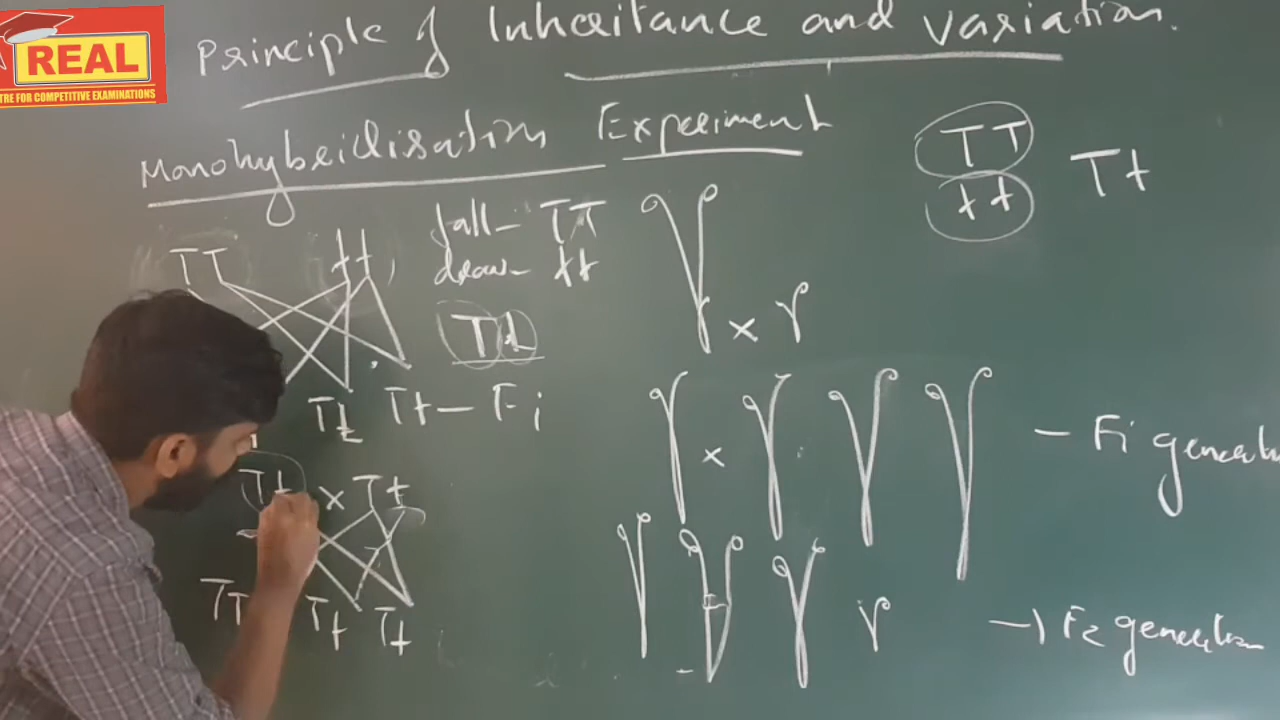 REAL
TRE FOR COMPETITIVE EXAMINATIONS
Principle of Inheritance and variation.
Monohybridisation Experiment
TT tt
tall- TT
draw- tt
Tt
TT
tt
Tt
x
Tt Tt - F1
x
- F1 generation
Tt x Tt
TT Tt Tt
→ F2 generation